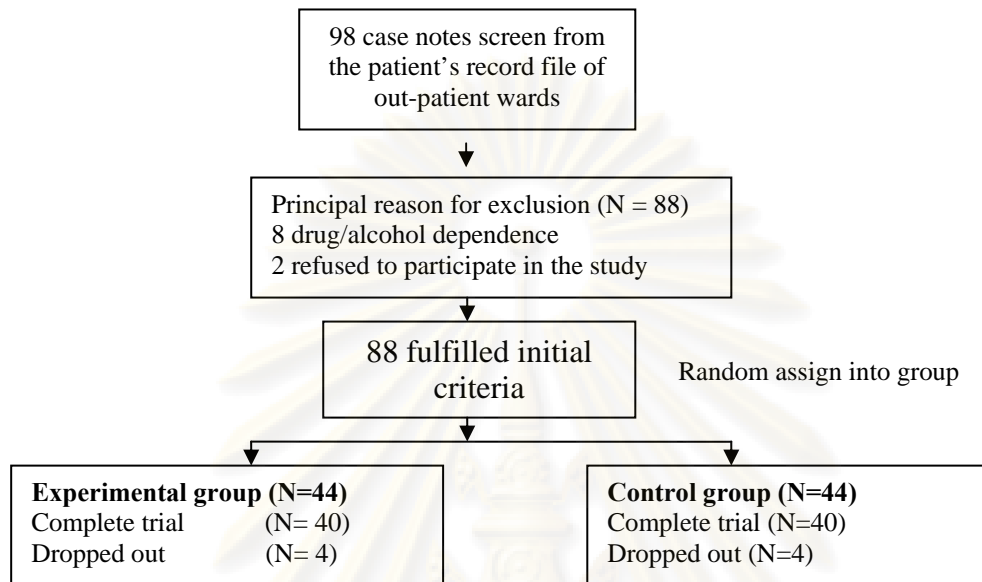 98 case notes screen from
the patient’s record file of
out-patient wards
Principal reason for exclusion (N = 88)
8 drug/alcohol dependence
2 refused to participate in the study
88 fulfilled initial
criteria
Random assign into group
Experimental group (N=44)
Complete trial (N= 40)
Dropped out (N= 4)
Control group (N=44)
Complete trial (N=40)
Dropped out (N=4)